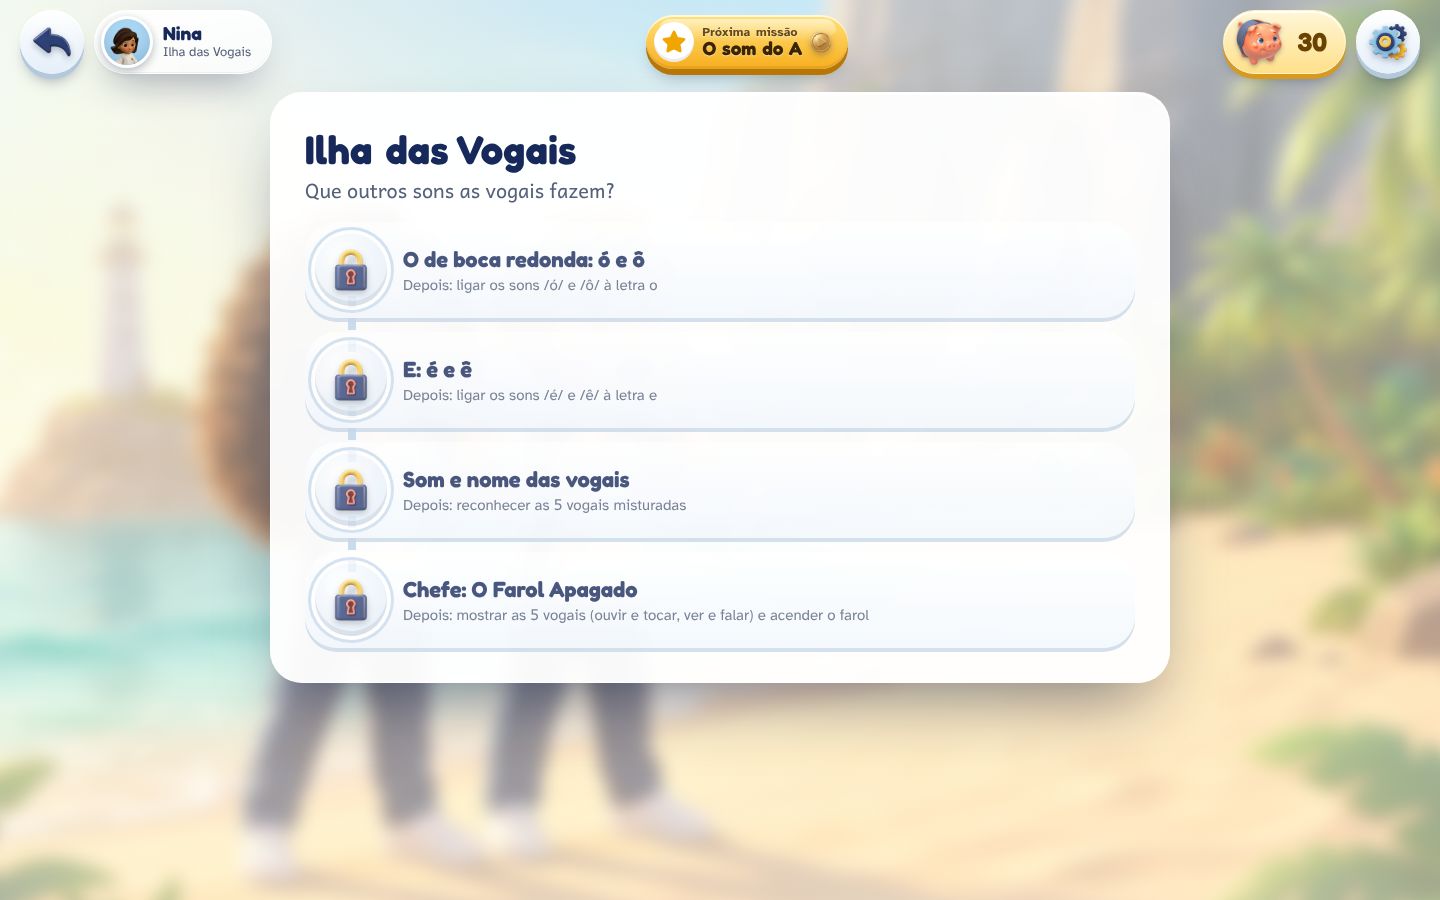 Nina
Ilha das Vogais
Próxima missão
O som do A
30
Ilha das Vogais
Que outros sons as vogais fazem?
O de boca redonda: ó e ô
Depois: ligar os sons /ó/ e /ô/ à letra o
E: é e ê
Depois: ligar os sons /é/ e /ê/ à letra e
Som e nome das vogais
Depois: reconhecer as 5 vogais misturadas
Chefe: O Farol Apagado
Depois: mostrar as 5 vogais (ouvir e tocar, ver e falar) e acender o farol